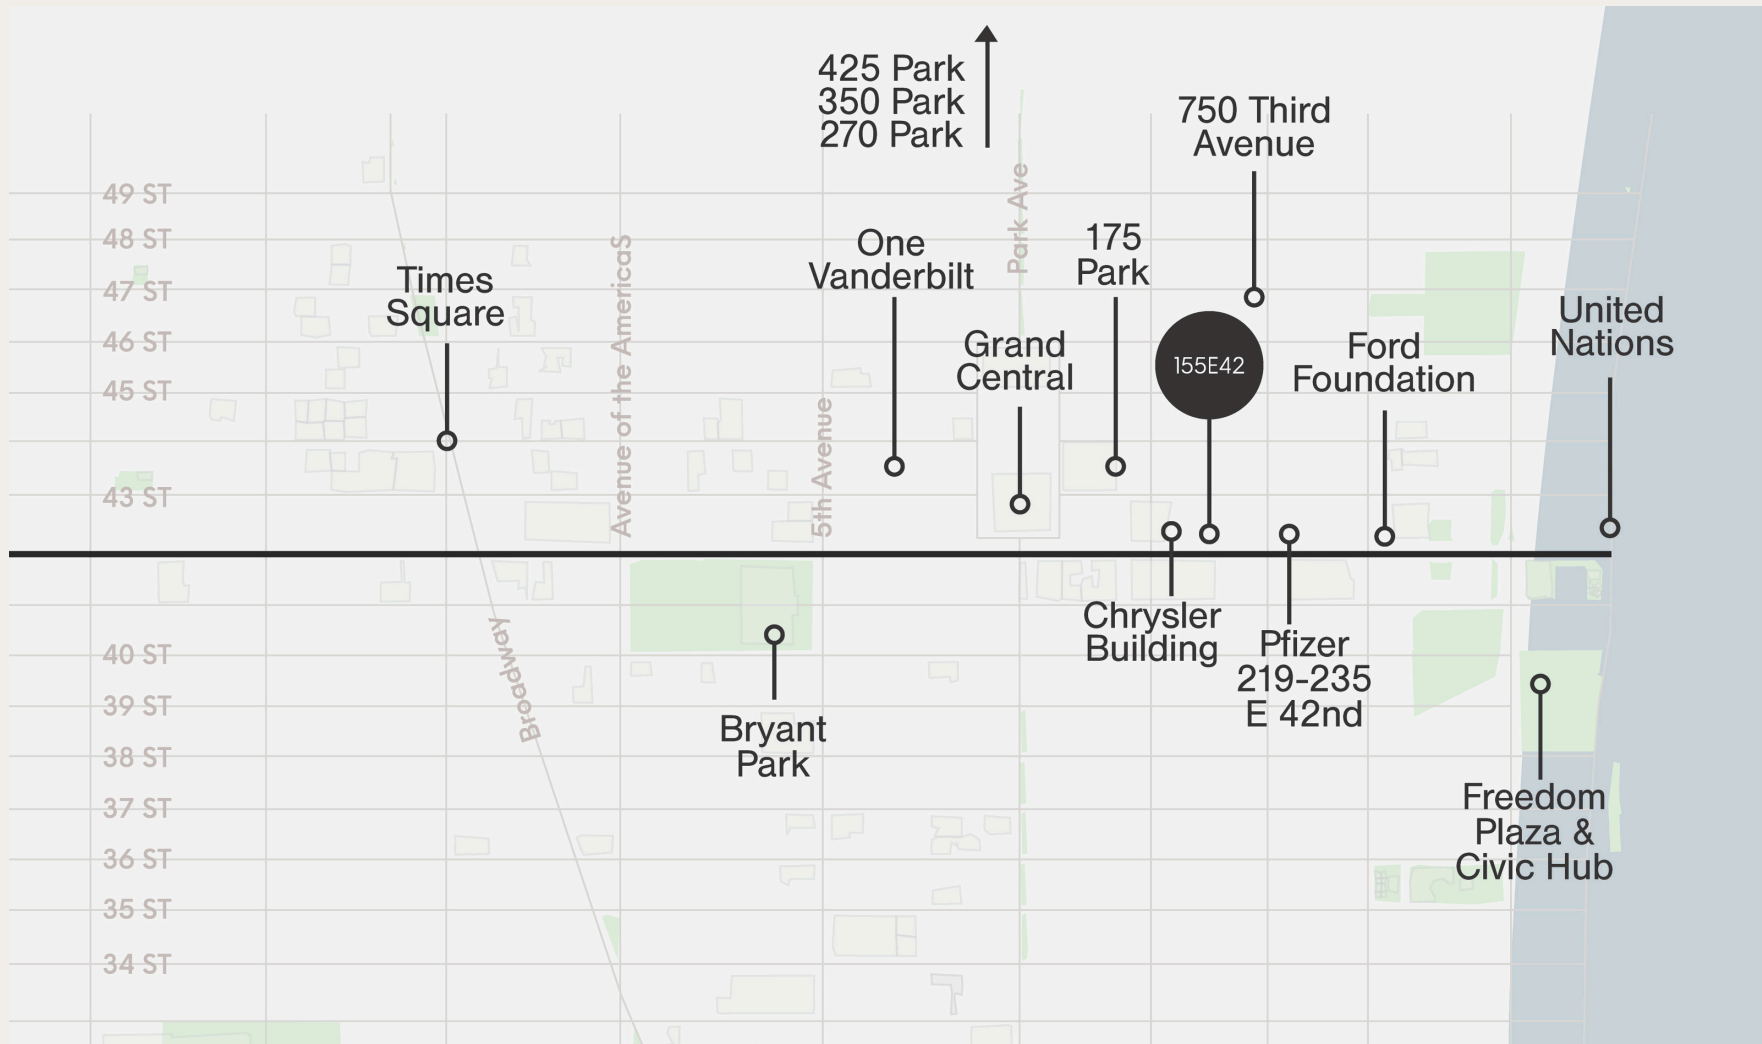 425 Park
350 Park
270 Park
750 Third
Avenue
49 ST
48 ST
47 ST
46 ST
45 ST
43 ST
40 ST
39 ST
38 ST
37 ST
36 ST
35 ST
34 ST
Times
Square
Avenue of the Americas
5th Avenue
Park Ave
Broadway
One
Vanderbilt
Grand
Central
175
Park
155E42
Ford
Foundation
United
Nations
Chrysler
Building
Pfizer
219-235
E 42nd
Bryant
Park
Freedom
Plaza &
Civic Hub